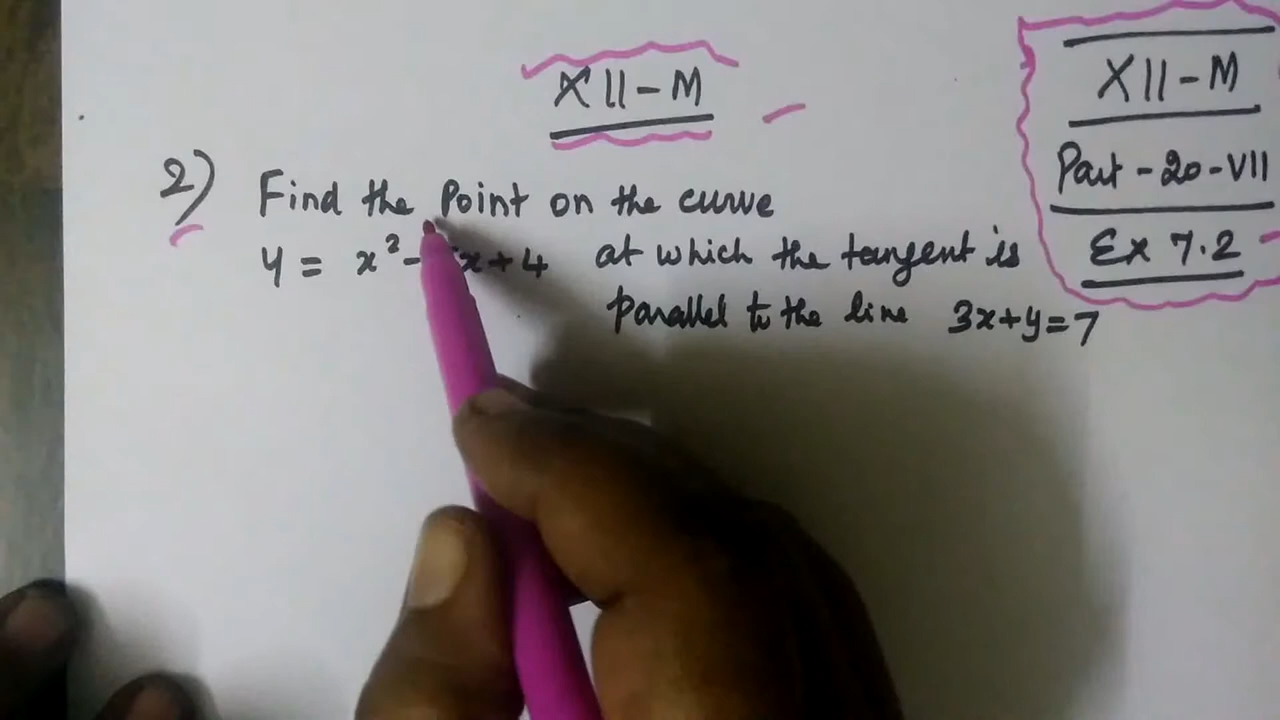 XII-M
2) Find the Point on the curve
y = x² - x + 4 at which the tangent is
parallel to the line 3x+y=7
XII-M
Part-20-VII
Ex 7.2